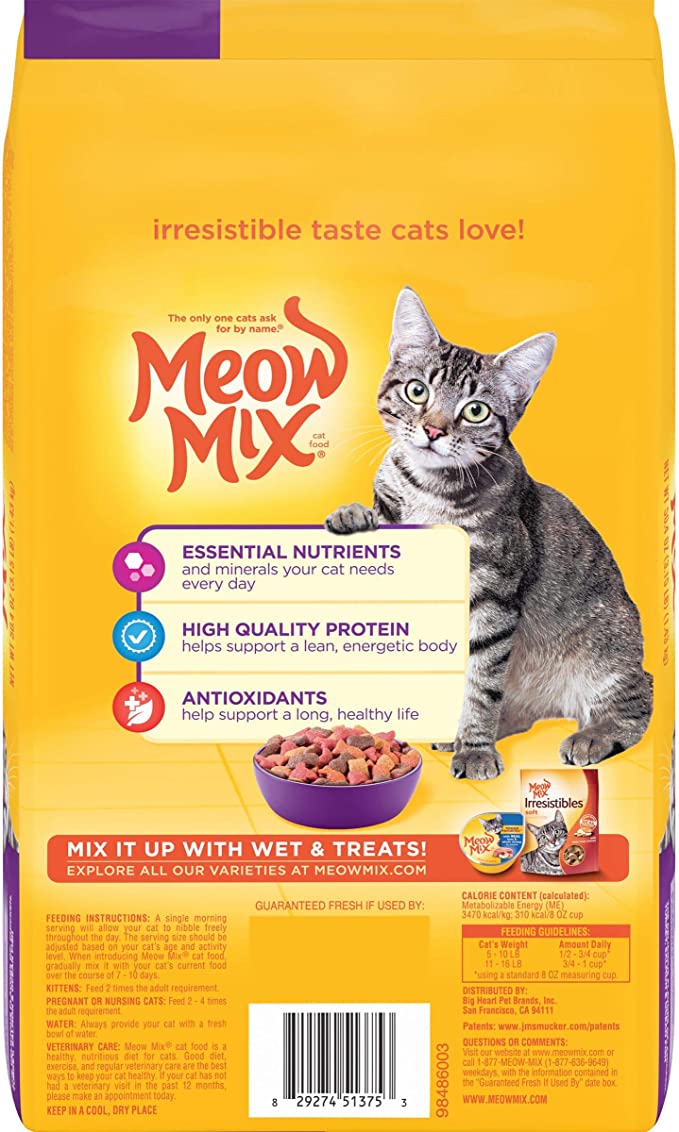 irresistible taste cats love!
The only one cats ask
for by name.®
Meow
Mix
cat
food
®
ESSENTIAL NUTRIENTS
and minerals your cat needs
every day
HIGH QUALITY PROTEIN
helps support a lean, energetic body
ANTIOXIDANTS
help support a long, healthy life
Meow
Mix
Irresistibles
soft
Meow
Mix
MIX IT UP WITH WET & TREATS!
EXPLORE ALL OUR VARIETIES AT MEOWMIX.COM
FEEDING INSTRUCTIONS: A single morning
serving will allow your cat to nibble freely
throughout the day. The serving size should be
adjusted based on your cat's age and activity
level. When introducing Meow Mix® cat food,
gradually mix it with your cat's current food
over the course of 7 - 10 days.
KITTENS: Feed 2 times the adult requirement.
PREGNANT OR NURSING CATS: Feed 2 - 4 times
the adult requirement.
WATER: Always provide your cat with a fresh
bowl of water.
VETERINARY CARE: Meow Mix® cat food is a
healthy, nutritious diet for cats. Good diet,
exercise, and regular veterinary care are the best
ways to keep your cat healthy. If your cat has not
had a veterinary visit in the past 12 months,
please make an appointment today.
KEEP IN A COOL, DRY PLACE
GUARANTEED FRESH IF USED BY:
8 29274 51375 3
98486003
CALORIE CONTENT (calculated):
Metabolizable Energy (ME)
3470 kcal/kg; 310 kcal/8 OZ cup
FEEDING GUIDELINES:
Cat's Weight Amount Daily
5 - 10 LB 1/2 - 3/4 cup*
11 - 16 LB 3/4 - 1 cup*
*using a standard 8 OZ measuring cup.
DISTRIBUTED BY:
Big Heart Pet Brands, Inc.
San Francisco, CA 94111
Patents: www.jmsmucker.com/patents
QUESTIONS OR COMMENTS:
Visit our website at www.meowmix.com or
call 1-877-MEOW-MIX (1-877-636-9649)
weekdays, with the information contained in
the "Guaranteed Fresh If Used By" date box.
WWW.MEOWMIX.COM